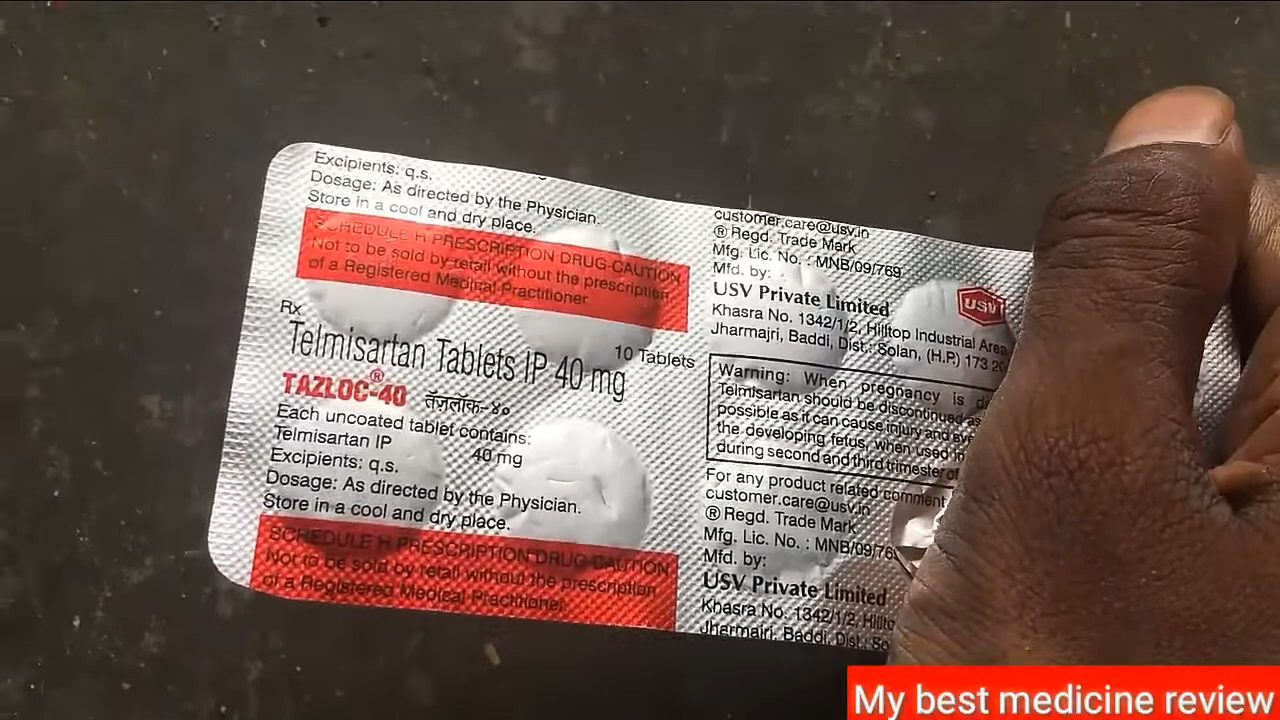 Excipients: q.s.
Dosage: As directed by the Physician.
Store in a cool and dry place.
SCHEDULE H PRESCRIPTION DRUG-CAUTION
Not to be sold by retail without the prescription
of a Registered Medical Practitioner.
Rx
Telmisartan Tablets IP 40 mg
10 Tablets
TAZLOC®-40 तॅज़लॉक-४०
Each uncoated tablet contains:
Telmisartan IP 40 mg
Excipients: q.s.
Dosage: As directed by the Physician.
Store in a cool and dry place.
SCHEDULE H PRESCRIPTION DRUG-CAUTION
Not to be sold by retail without the prescription
of a Registered Medical Practitioner.
customer.care@usv.in
® Regd. Trade Mark
Mfg. Lic. No. : MNB/09/769
Mfd. by:
USV Private Limited
USV
Khasra No. 1342/1/2, Hilltop Industrial Area
Jharmajri, Baddi, Dist.: Solan, (H.P.) 173 20
Warning: When pregnancy is
Telmisartan should be discontinued as
possible as it can cause injury and
the developing fetus, when used in
during second and third trimester of
For any product related comment
customer.care@usv.in
® Regd. Trade Mark
Mfg. Lic. No. : MNB/09/769
Mfd. by:
USV Private Limited
Khasra No. 1342/1/2,
Jharmajri, Baddi, Dist.:
My best medicine review